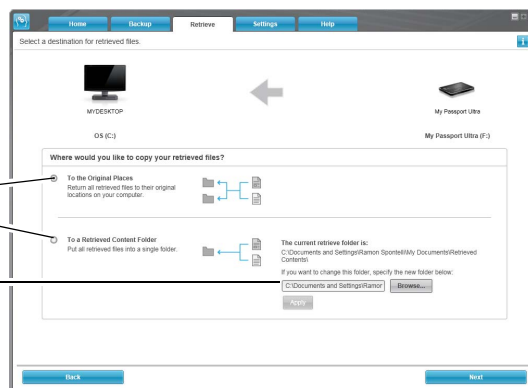 Home Backup Retrieve Settings Help
Select a destination for retrieved files.
MYDESKTOP
My Passport Ultra
OS (C:)
My Passport Ultra (F:)
Where would you like to copy your retrieved files?
To the Original Places
Return all retrieved files to their original
locations on your computer.
To a Retrieved Content Folder
Put all retrieved files into a single folder.
The current retrieve folder is:
C:\Documents and Settings\Ramon Spontelli\My Documents\Retrieved
Contents\
If you want to change this folder, specify the new folder below:
C:\Documents and Settings\Ramor
Browse...
Apply
Back
Next